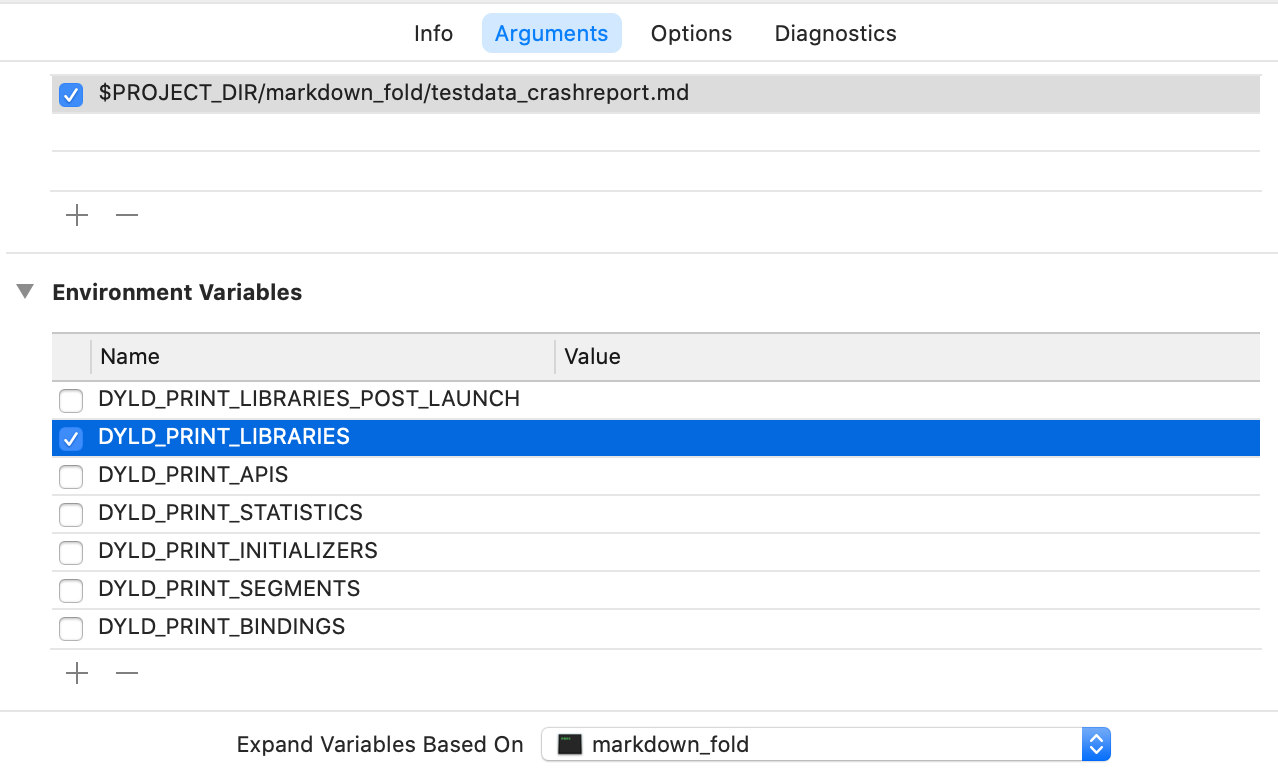 Info Arguments Options Diagnostics
$PROJECT_DIR/markdown_fold/testdata_crashreport.md
Environment Variables
Name Value
DYLD_PRINT_LIBRARIES_POST_LAUNCH
DYLD_PRINT_LIBRARIES
DYLD_PRINT_APIS
DYLD_PRINT_STATISTICS
DYLD_PRINT_INITIALIZERS
DYLD_PRINT_SEGMENTS
DYLD_PRINT_BINDINGS
Expand Variables Based On markdown_fold